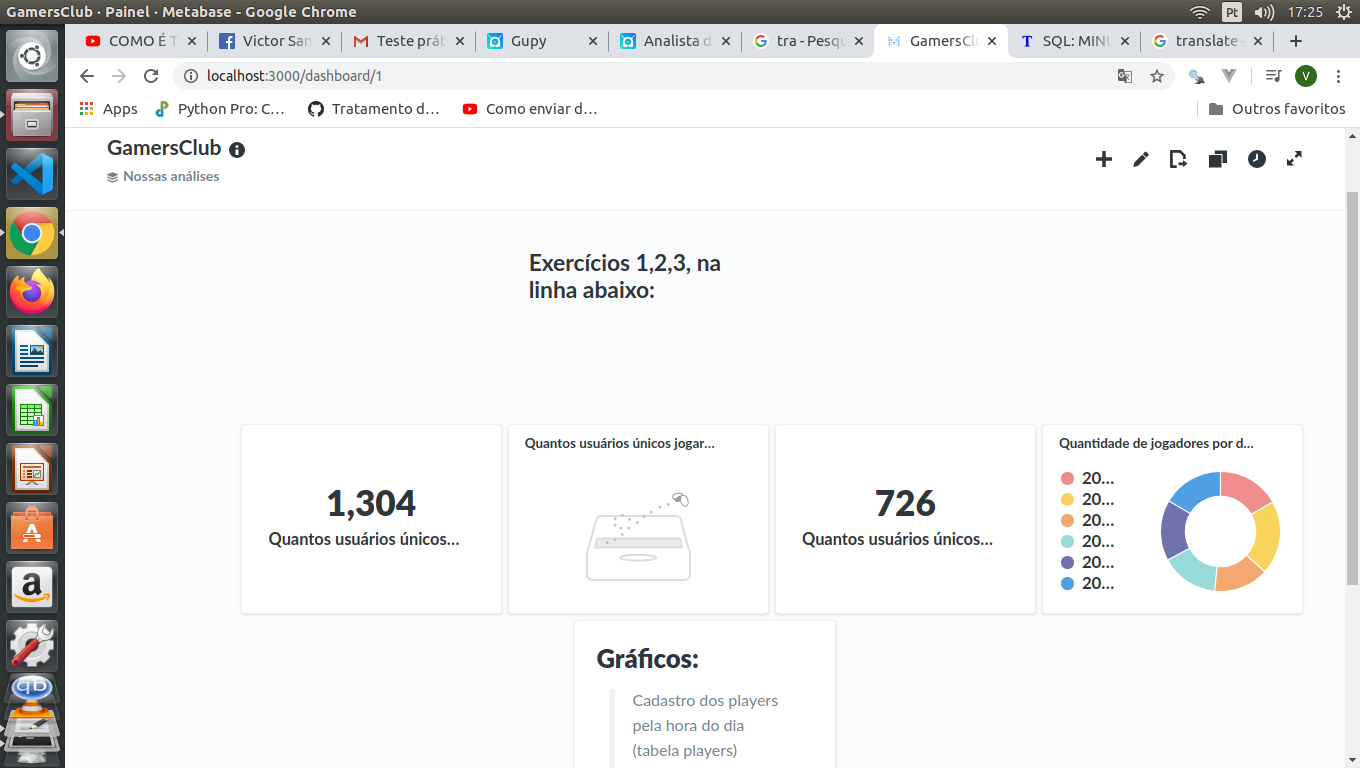 GamersClub · Painel · Metabase - Google Chrome
Pt
17:25
COMO É T
Victor San
Teste prát
Gupy
Analista d
tra - Pesqu
GamersClu
SQL: MINU
translate -
localhost:3000/dashboard/1
V
Apps
Python Pro: C…
Tratamento d…
Como enviar d…
Outros favoritos
GamersClub
Nossas análises
Exercícios 1,2,3, na
linha abaixo:
1,304
Quantos usuários únicos…
Quantos usuários únicos jogar…
726
Quantos usuários únicos…
Quantidade de jogadores por d…
20…
20…
20…
20…
20…
20…
Gráficos:
Cadastro dos players
pela hora do dia
(tabela players)
qb